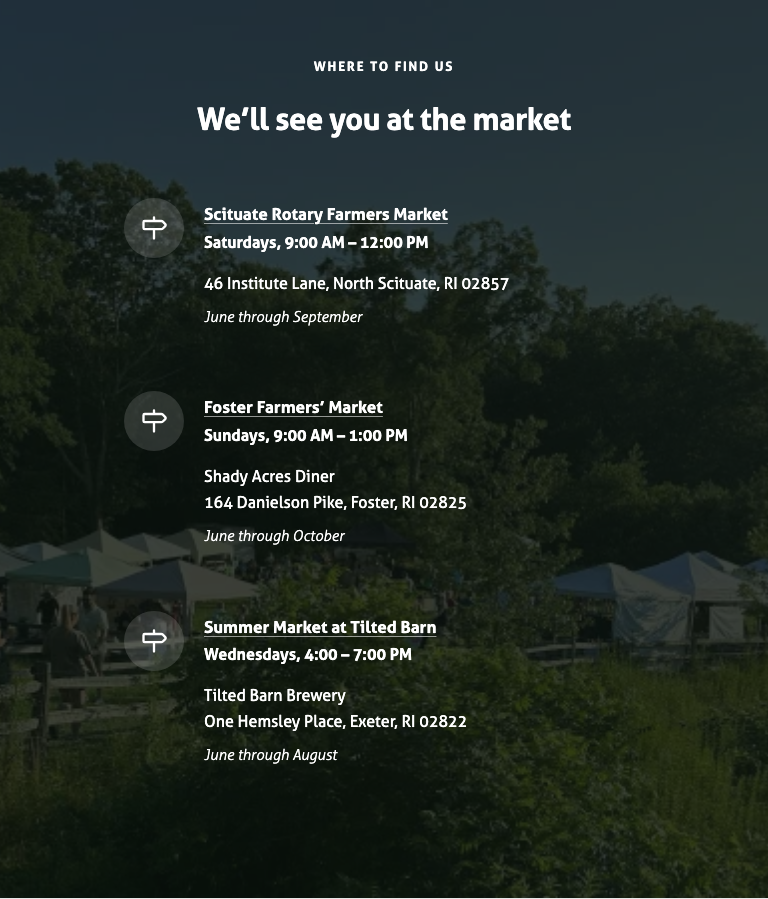 WHERE TO FIND US
We’ll see you at the market
Scituate Rotary Farmers Market
Saturdays, 9:00 AM – 12:00 PM
46 Institute Lane, North Scituate, RI 02857
June through September
Foster Farmers’ Market
Sundays, 9:00 AM – 1:00 PM
Shady Acres Diner
164 Danielson Pike, Foster, RI 02825
June through October
Summer Market at Tilted Barn
Wednesdays, 4:00 – 7:00 PM
Tilted Barn Brewery
One Hemsley Place, Exeter, RI 02822
June through August